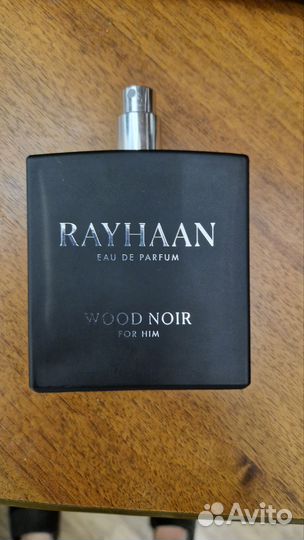 RAYHAAN
EAU DE PARFUM
WOOD NOIR
FOR HIM
Avito